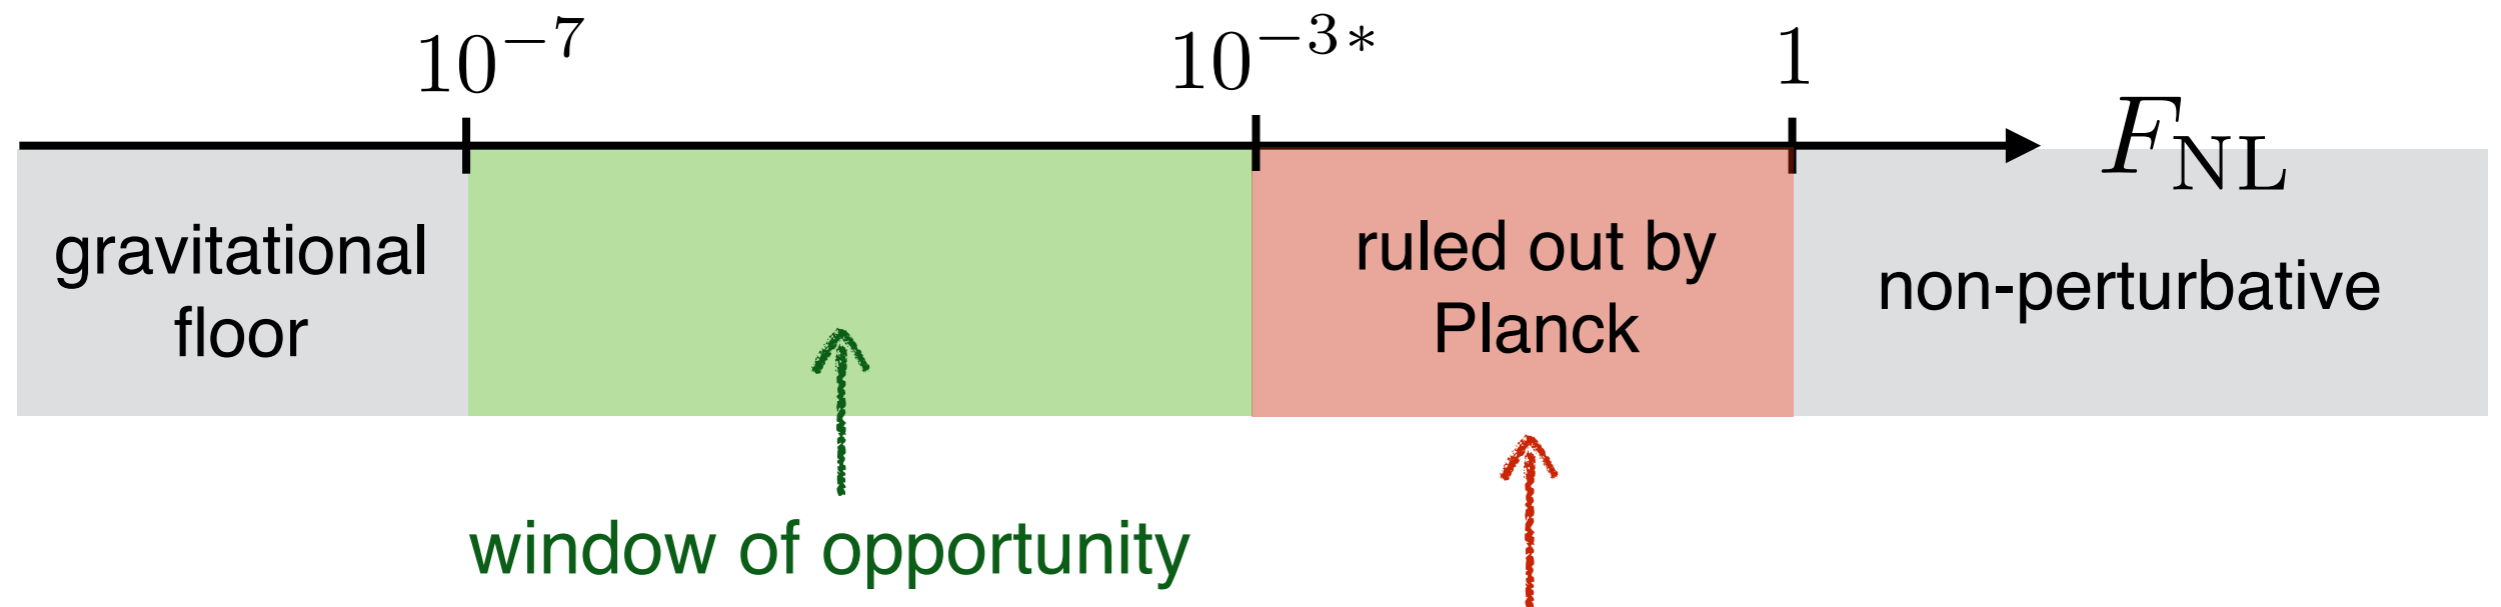 10⁻⁷ 10⁻³* 1
F_NL
gravitational
floor
ruled out by
Planck
non-perturbative
window of opportunity